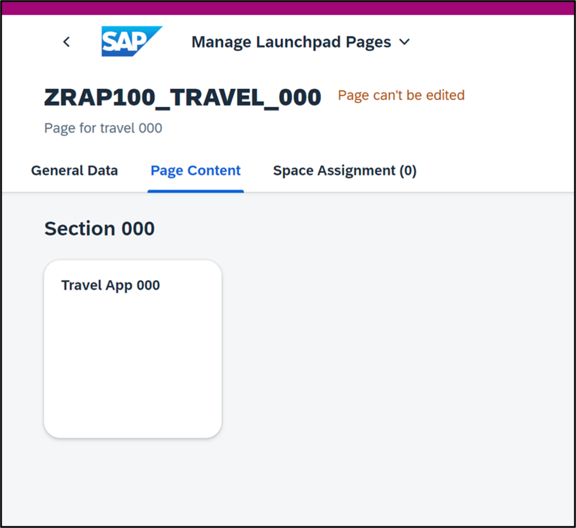 SAP Manage Launchpad Pages
ZRAP100_TRAVEL_000 Page can't be edited
Page for travel 000
General Data Page Content Space Assignment (0)
Section 000
Travel App 000